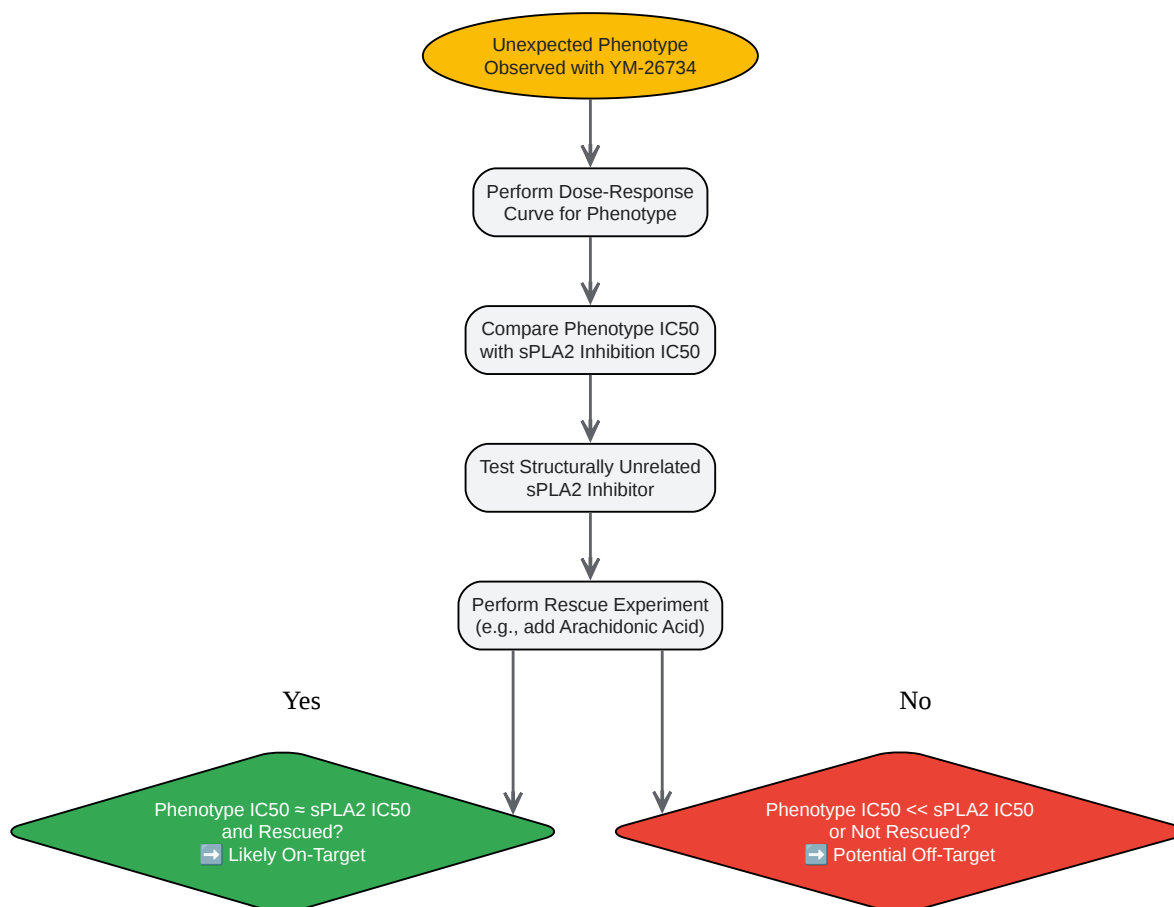 Unexpected Phenotype
Observed with YM-26734
Perform Dose-Response
Curve for Phenotype
Compare Phenotype IC50
with sPLA2 Inhibition IC50
Test Structurally Unrelated
sPLA2 Inhibitor
Perform Rescue Experiment
(e.g., add Arachidonic Acid)
Yes
No
Phenotype IC50 ≈ sPLA2 IC50
and Rescued?
➡️ Likely On-Target
Phenotype IC50 << sPLA2 IC50
or Not Rescued?
➡️ Potential Off-Target